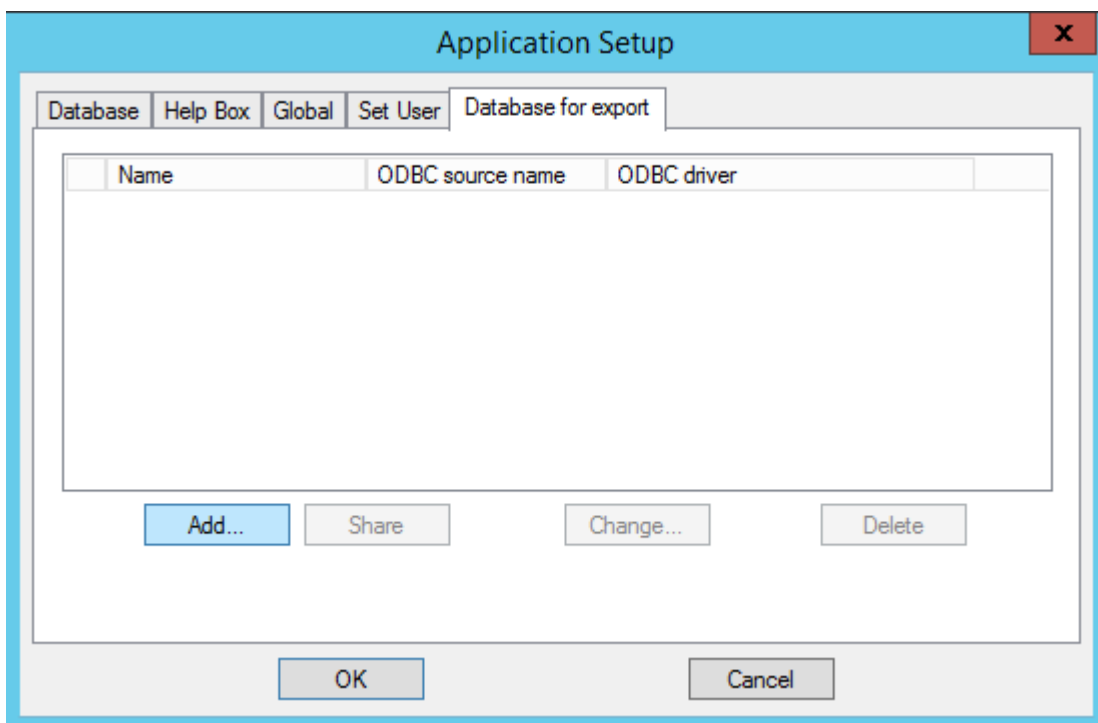 Application Setup
x
Database Help Box Global Set User Database for export
Name ODBC source name ODBC driver
Add... Share Change... Delete
OK Cancel